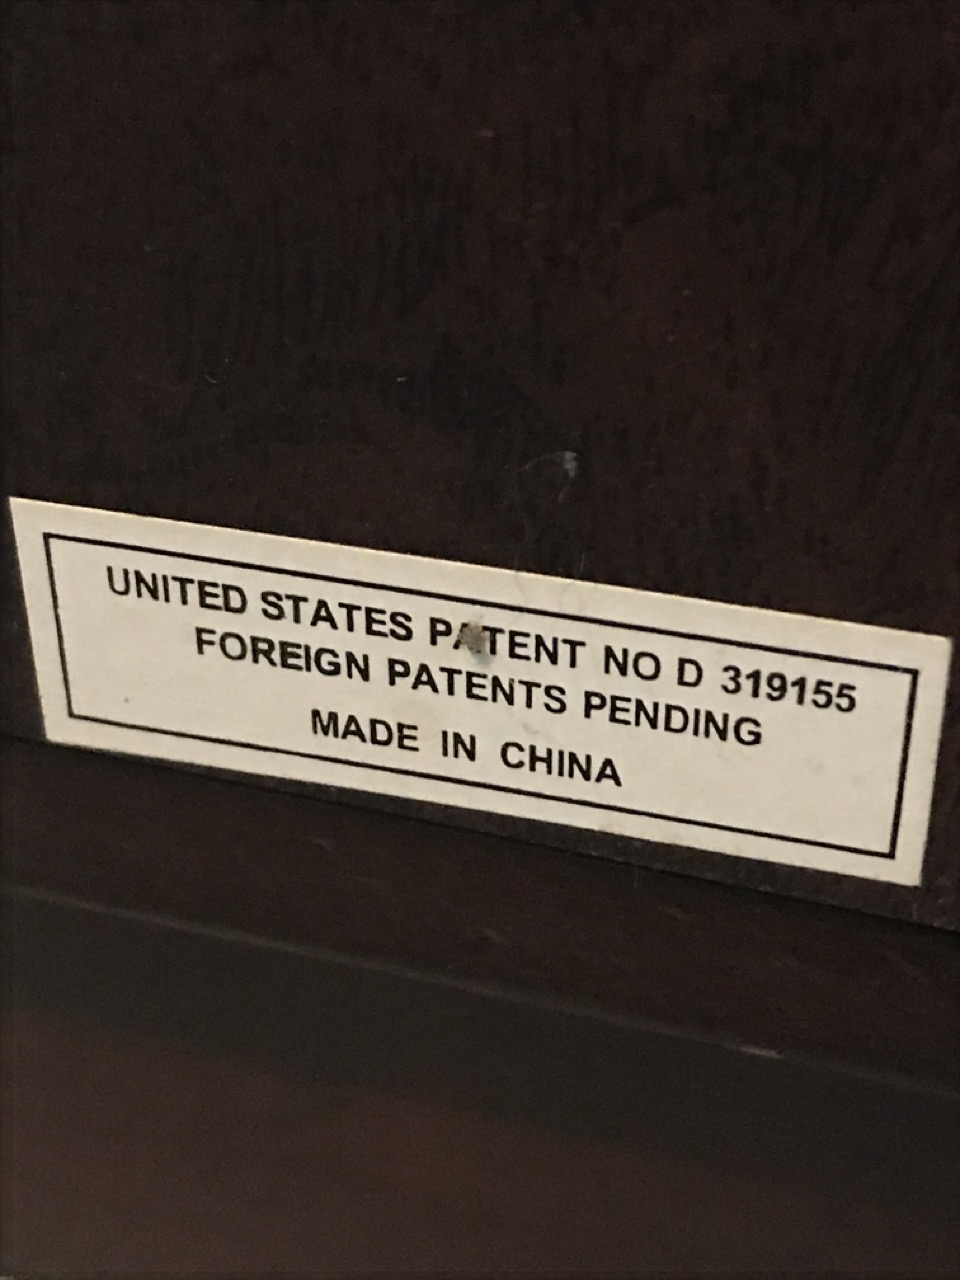 UNITED STATES PATENT NO D 319155
FOREIGN PATENTS PENDING
MADE IN CHINA